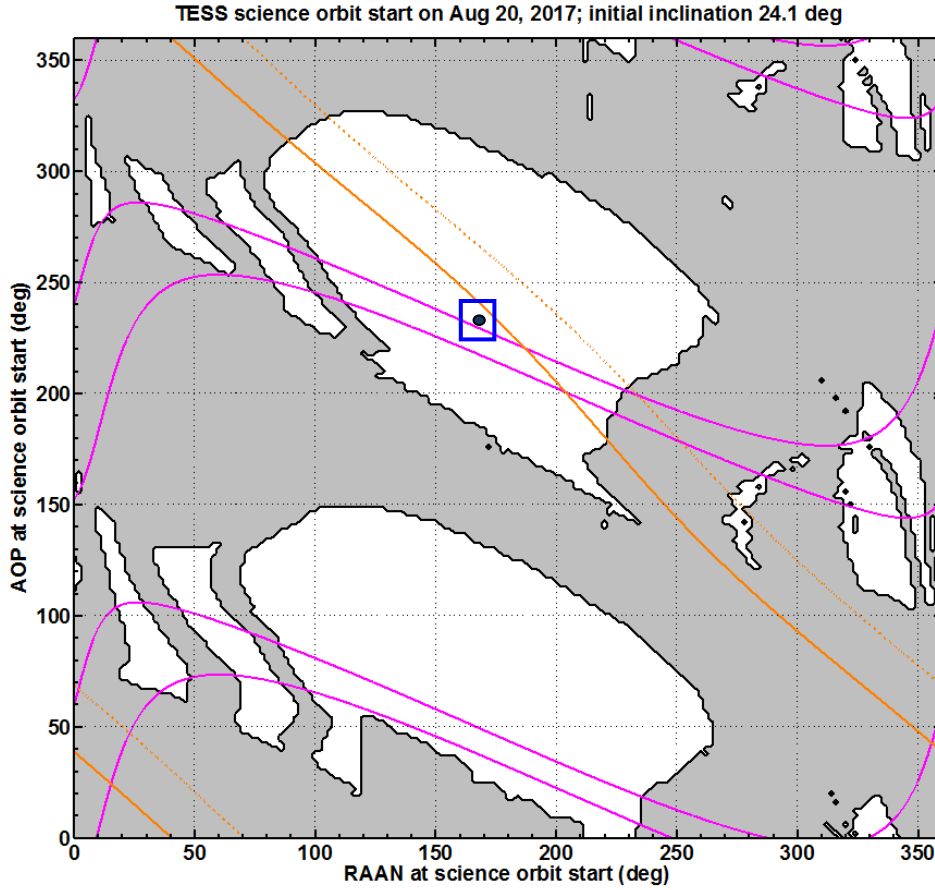 TESS science orbit start on Aug 20, 2017; initial inclination 24.1 deg
350
300
250
200
150
100
50
0
AOP at science orbit start (deg)
0 50 100 150 200 250 300 350
RAAN at science orbit start (deg)